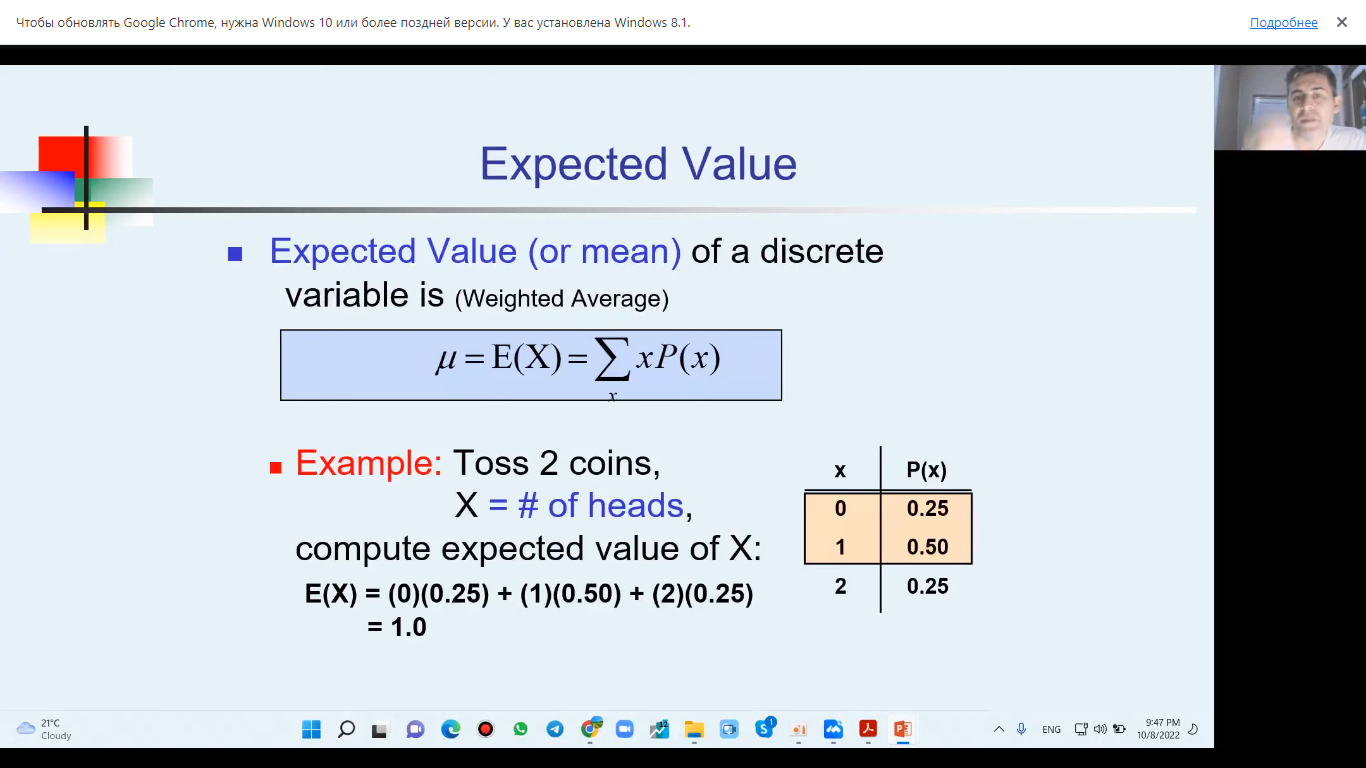 Чтобы обновлять Google Chrome, нужна Windows 10 или более поздней версии. У вас установлена Windows 8.1.
Подробнее
Expected Value
Expected Value (or mean) of a discrete
variable is (Weighted Average)
μ = E(X) = ∑ xP(x)
x
Example: Toss 2 coins,
X = # of heads,
compute expected value of X:
E(X) = (0)(0.25) + (1)(0.50) + (2)(0.25)
= 1.0
x P(x)
0 0.25
1 0.50
2 0.25
21°C
Cloudy
ENG
9:47 PM
10/8/2022